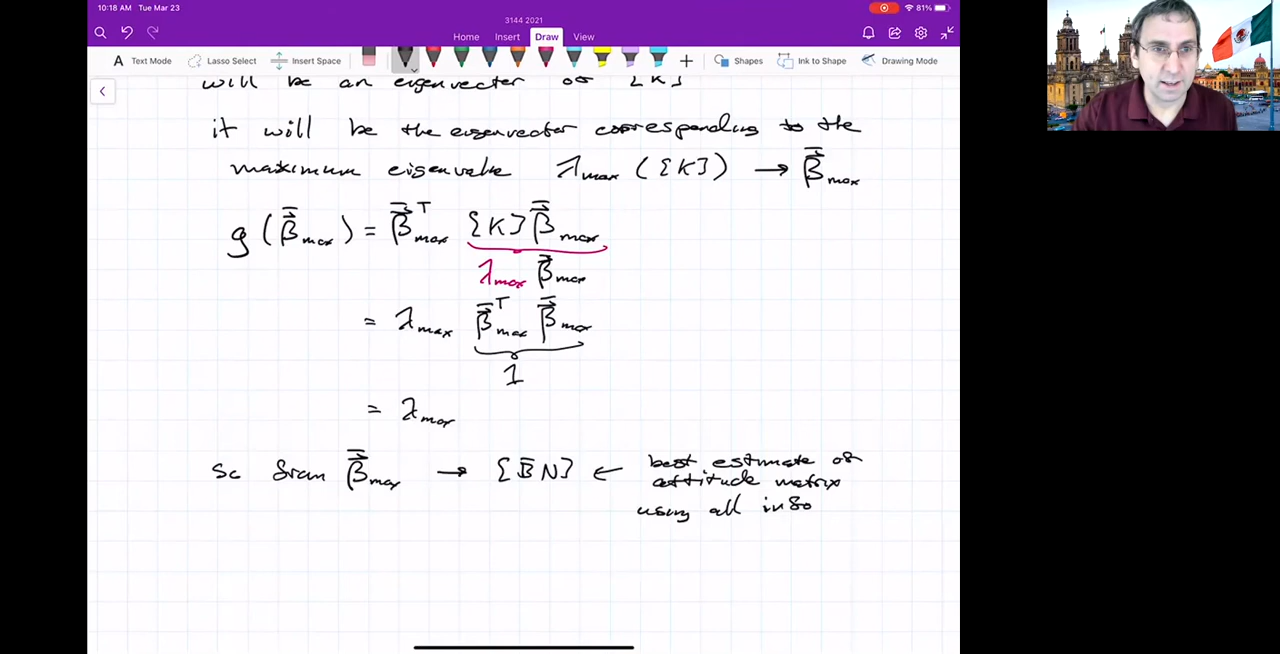 10:18 AM Tue Mar 23
81%
3144 2021
Home Insert Draw View
Text Mode Lasso Select Insert Space Shapes Ink to Shape Drawing Mode
will be an eigenvector of [K]
it will be the eigenvector corresponding to the
maximum eigenvalue λmax ([K]) → β̄max
g(β̄max) = β̄max^T [K] β̄max
λmax β̄max
= λmax β̄max^T β̄max
1
= λmax
so from β̄max → [B̄N] ← best estimate of
attitude matrix
using all info